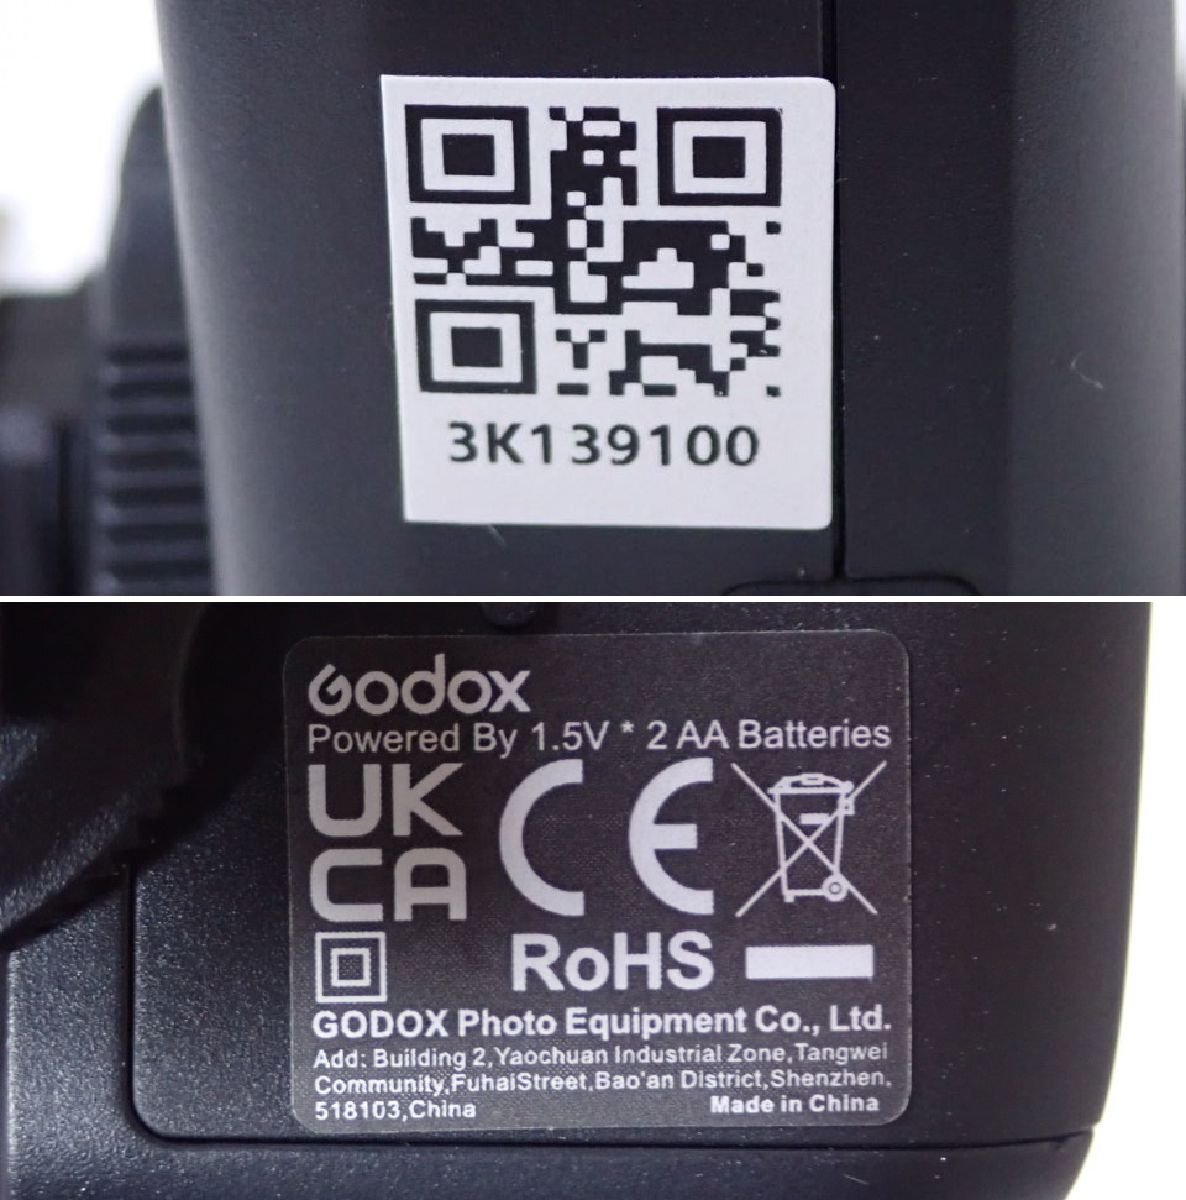 3K139100
Godox
Powered By 1.5V * 2 AA Batteries
UK
CA
CE
RoHS
GODOX Photo Equipment Co., Ltd.
Add: Building 2,Yaochuan Industrial Zone,Tangwei
Community,FuhaiStreet,Bao'an District,Shenzhen,
518103,China
Made in China